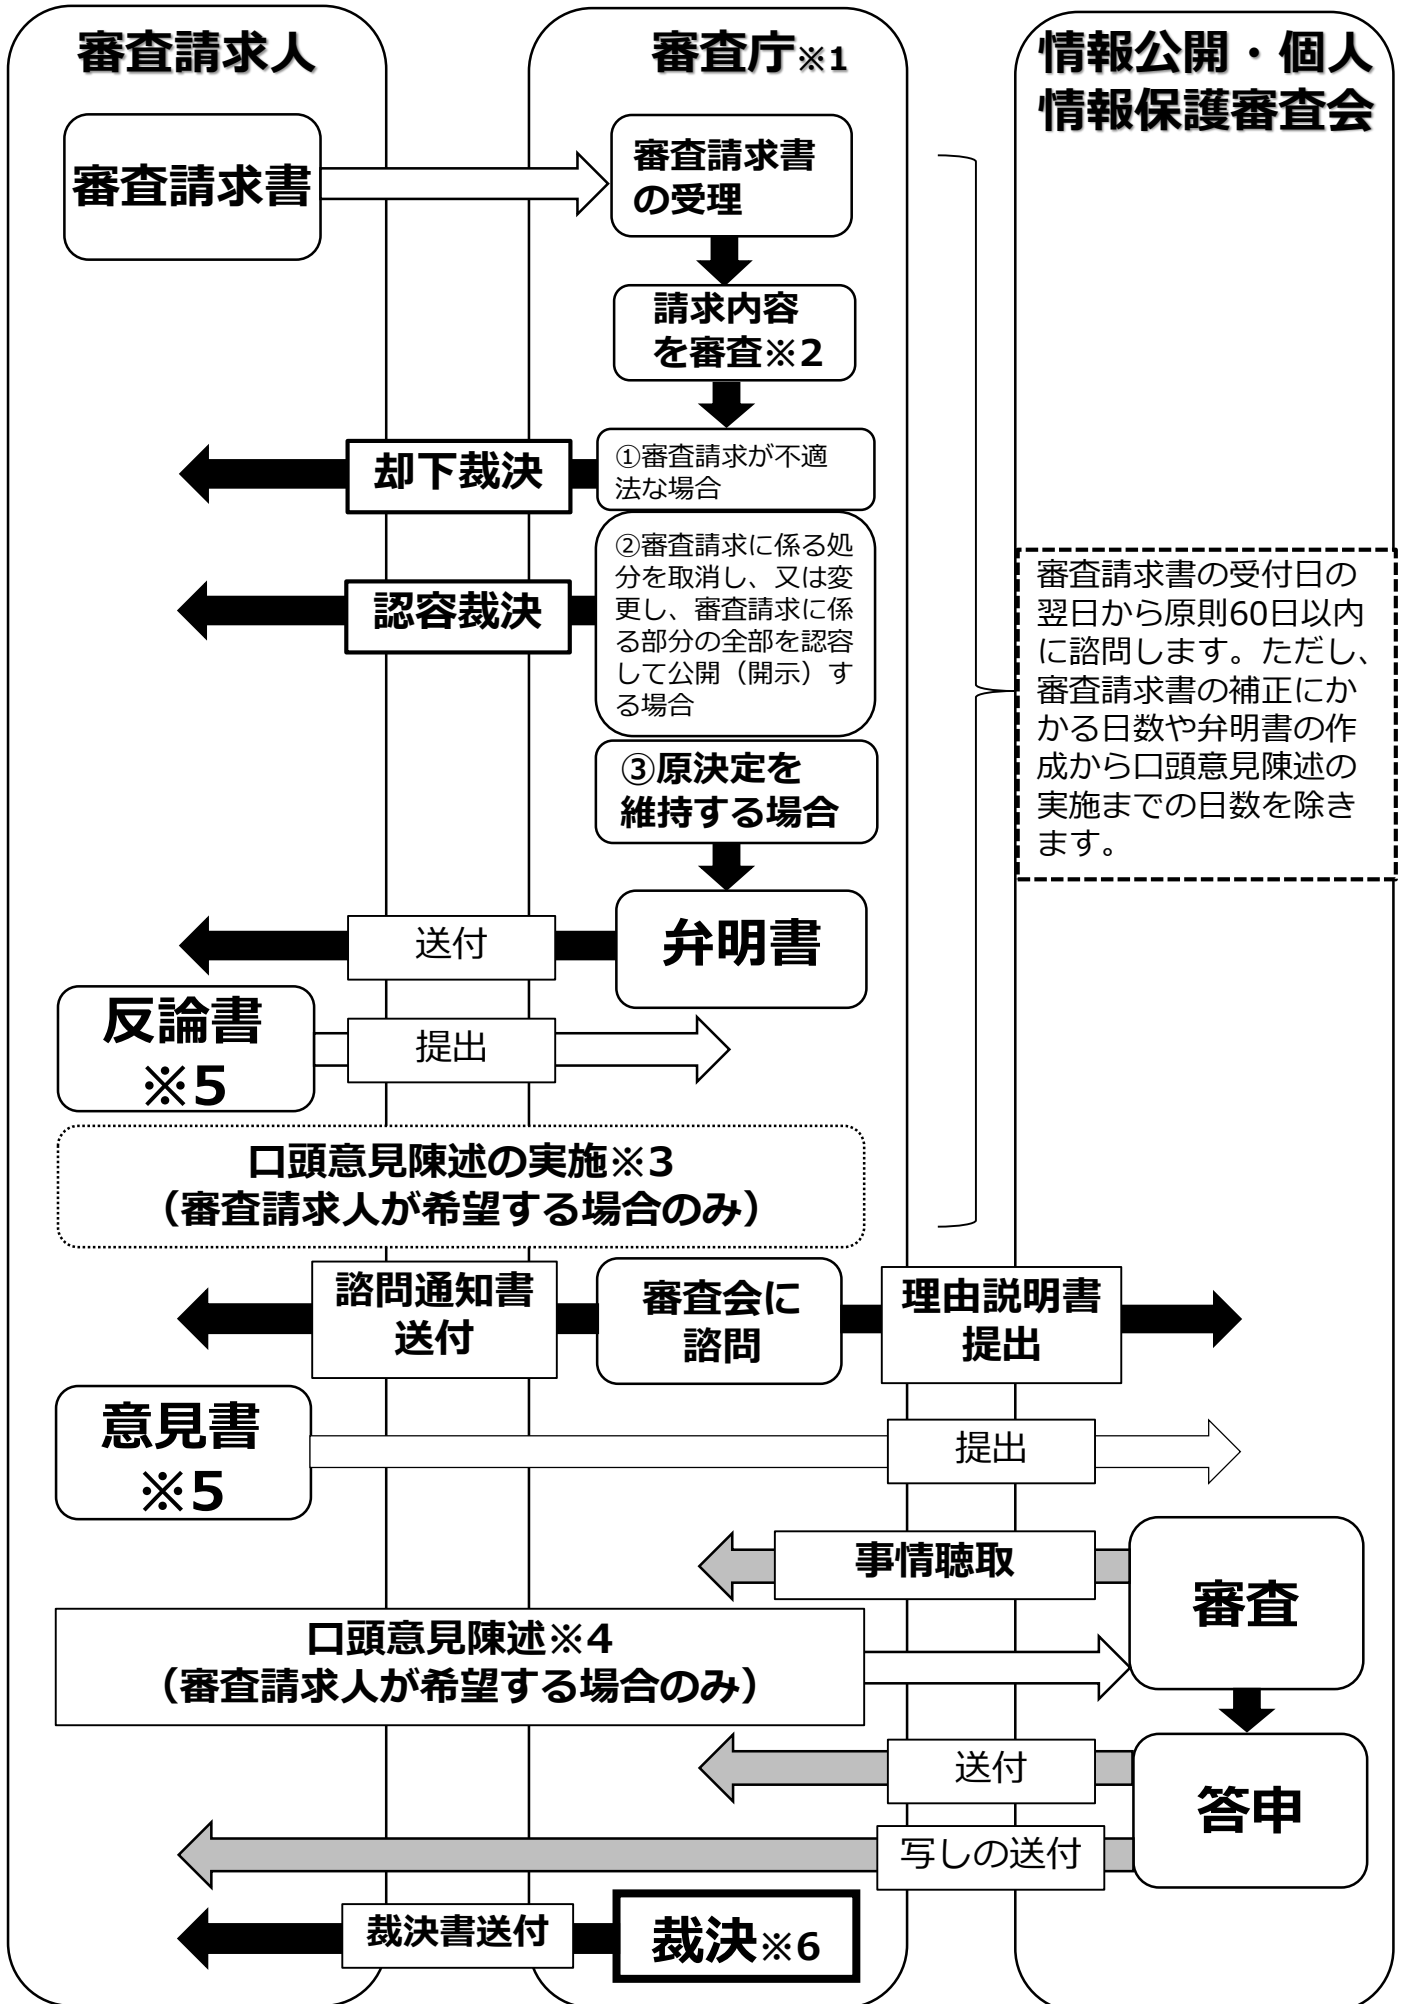 審査請求人
審査庁※1
情報公開・個人
情報保護審査会
審査請求書
審査請求書
の受理
請求内容
を審査※2
却下裁決
①審査請求が不適
法な場合
認容裁決
②審査請求に係る処
分を取消し、又は変
更し、審査請求に係
る部分の全部を認容
して公開（開示）す
る場合
審査請求書の受付日の
翌日から原則60日以内
に諮問します。ただし、
審査請求書の補正にか
かる日数や弁明書の作
成から口頭意見陳述の
実施までの日数を除き
ます。
③原決定を
維持する場合
送付
弁明書
反論書
※5
提出
口頭意見陳述の実施※3
（審査請求人が希望する場合のみ）
諮問通知書
送付
審査会に
諮問
理由説明書
提出
意見書
※5
提出
事情聴取
審査
口頭意見陳述※4
（審査請求人が希望する場合のみ）
送付
答申
写しの送付
裁決書送付
裁決※6